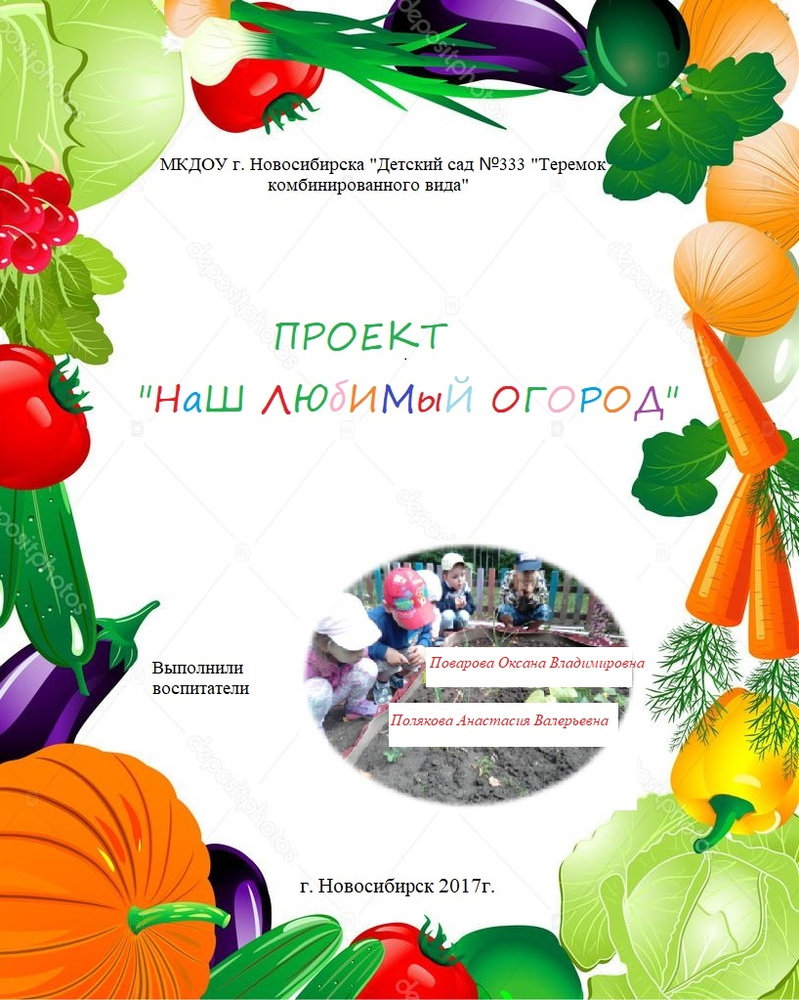 МКДОУ г. Новосибирска "Детский сад №333 "Теремок
комбинированного вида"
ПРОЕКТ
"НаШ ЛЮбИМЫЙ ОГОРОД"
Поварова Оксана Владимировна
Выполнили
воспитатели
Полякова Анастасия Валерьевна
г. Новосибирск 2017г.
depositphotos